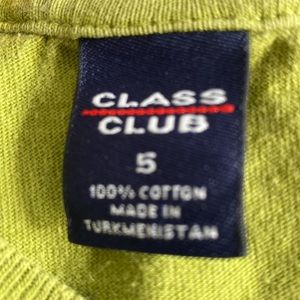 CLASS
CLUB
5
100% COTTON
MADE IN
TURKMENISTAN